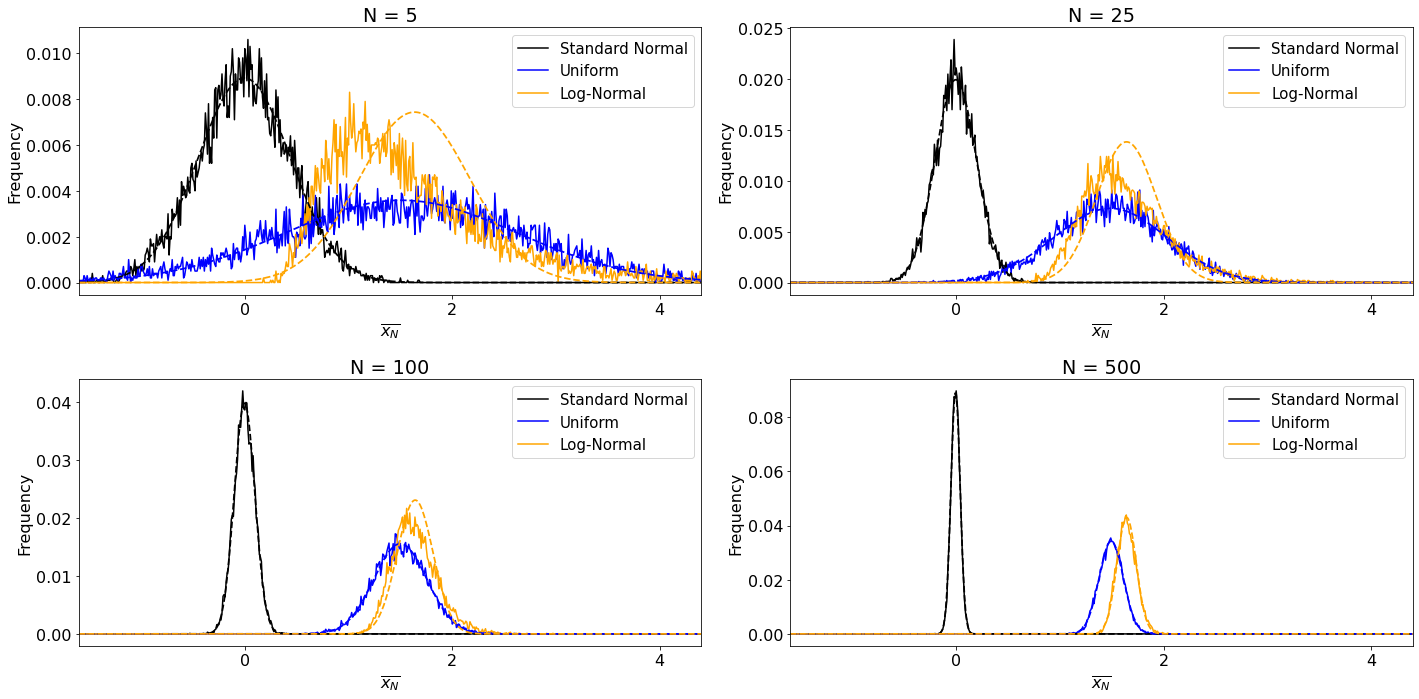 N = 5
Frequency
0.010
0.008
0.006
0.004
0.002
0.000
Standard Normal
Uniform
Log-Normal
0 2 4
x_N
N = 25
Frequency
0.025
0.020
0.015
0.010
0.005
0.000
Standard Normal
Uniform
Log-Normal
0 2 4
x_N
N = 100
Frequency
0.04
0.03
0.02
0.01
0.00
Standard Normal
Uniform
Log-Normal
0 2 4
x_N
N = 500
Frequency
0.08
0.06
0.04
0.02
0.00
Standard Normal
Uniform
Log-Normal
0 2 4
x_N